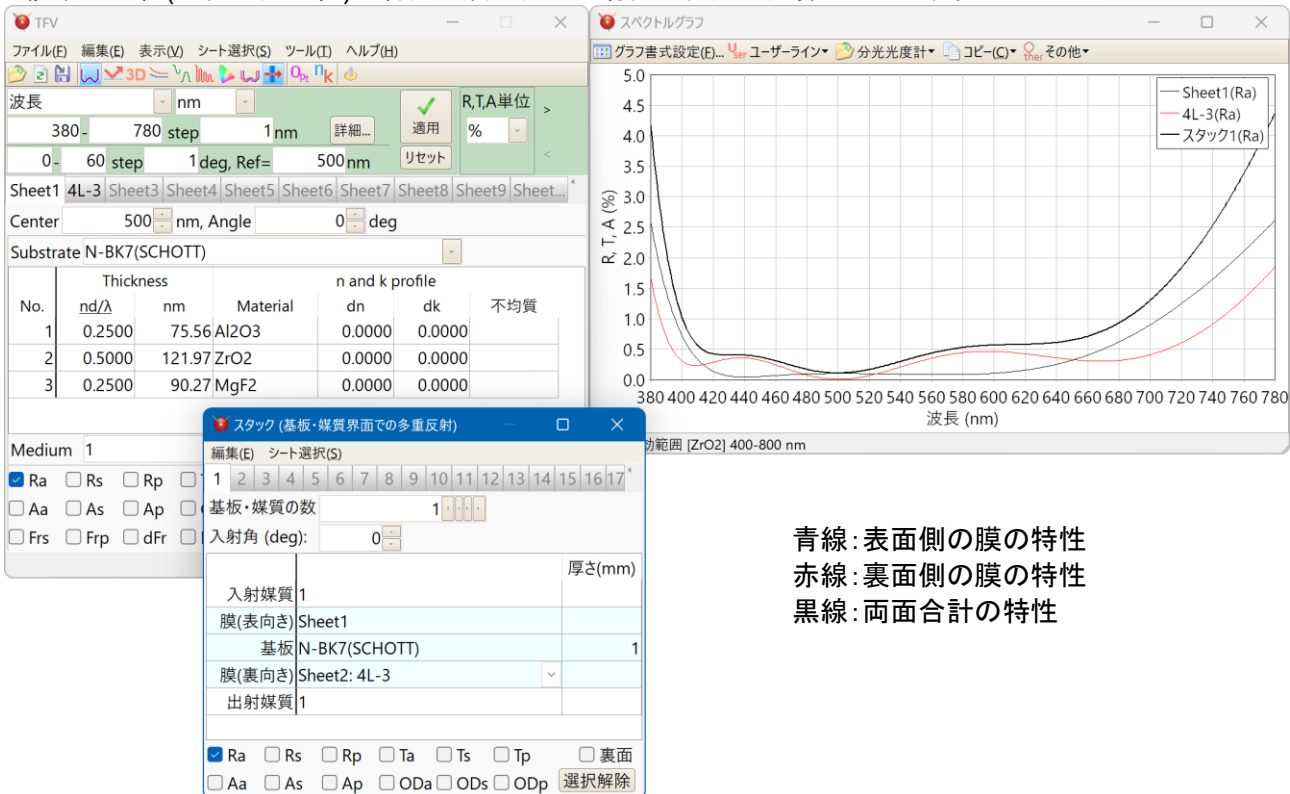 TFV
ファイル(F) 編集(E) 表示(V) シート選択(S) ツール(T) ヘルプ(H)
3D Opt nk
波長 nm R,T,A単位 >
380 - 780 step 1 nm 詳細... 適用 %
0 - 60 step 1 deg, Ref= 500 nm リセット <
Sheet1 4L-3 Sheet3 Sheet4 Sheet5 Sheet6 Sheet7 Sheet8 Sheet9 Sheet...
Center 500 nm, Angle 0 deg
Substrate N-BK7(SCHOTT)
Thickness n and k profile
No. nd/λ nm Material dn dk 不均質
1 0.2500 75.56 Al2O3 0.0000 0.0000
2 0.5000 121.97 ZrO2 0.0000 0.0000
3 0.2500 90.27 MgF2 0.0000 0.0000
Medium 1
Ra Rs Rp
Aa As Ap
Frs Frp dFr
スタック (基板・媒質界面での多重反射)
編集(E) シート選択(S)
1 2 3 4 5 6 7 8 9 10 11 12 13 14 15 16 17
基板・媒質の数 1
入射角 (deg): 0
厚さ(mm)
入射媒質 1
膜(表向き) Sheet1
基板 N-BK7(SCHOTT) 1
膜(裏向き) Sheet2: 4L-3
出射媒質 1
Ra Rs Rp Ta Ts Tp 裏面
Aa As Ap ODa ODs ODp 選択解除
スペクトルグラフ
グラフ書式設定(F)... User ユーザーライン 分光光度計 コピー(C) Other その他
Sheet1(Ra)
4L-3(Ra)
スタック1(Ra)
R, T, A (%)
5.0
4.5
4.0
3.5
3.0
2.5
2.0
1.5
1.0
0.5
0.0
380 400 420 440 460 480 500 520 540 560 580 600 620 640 660 680 700 720 740 760 780
波長 (nm)
効範囲 [ZrO2] 400-800 nm
青線：表面側の膜の特性
赤線：裏面側の膜の特性
黒線：両面合計の特性